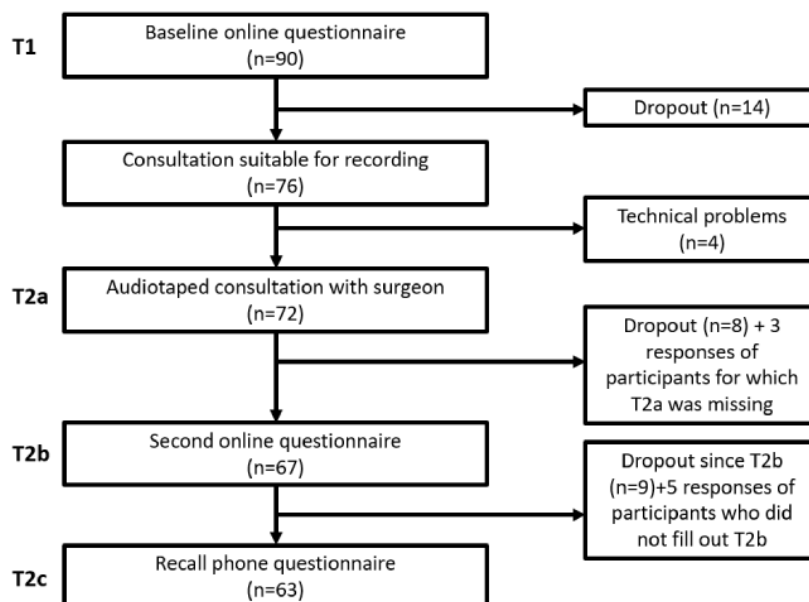 T1
Baseline online questionnaire
(n=90)
Dropout (n=14)
Consultation suitable for recording
(n=76)
Technical problems
(n=4)
T2a
Audiotaped consultation with surgeon
(n=72)
Dropout (n=8) + 3
responses of
participants for which
T2a was missing
T2b
Second online questionnaire
(n=67)
Dropout since T2b
(n=9)+5 responses of
participants who did
not fill out T2b
T2c
Recall phone questionnaire
(n=63)